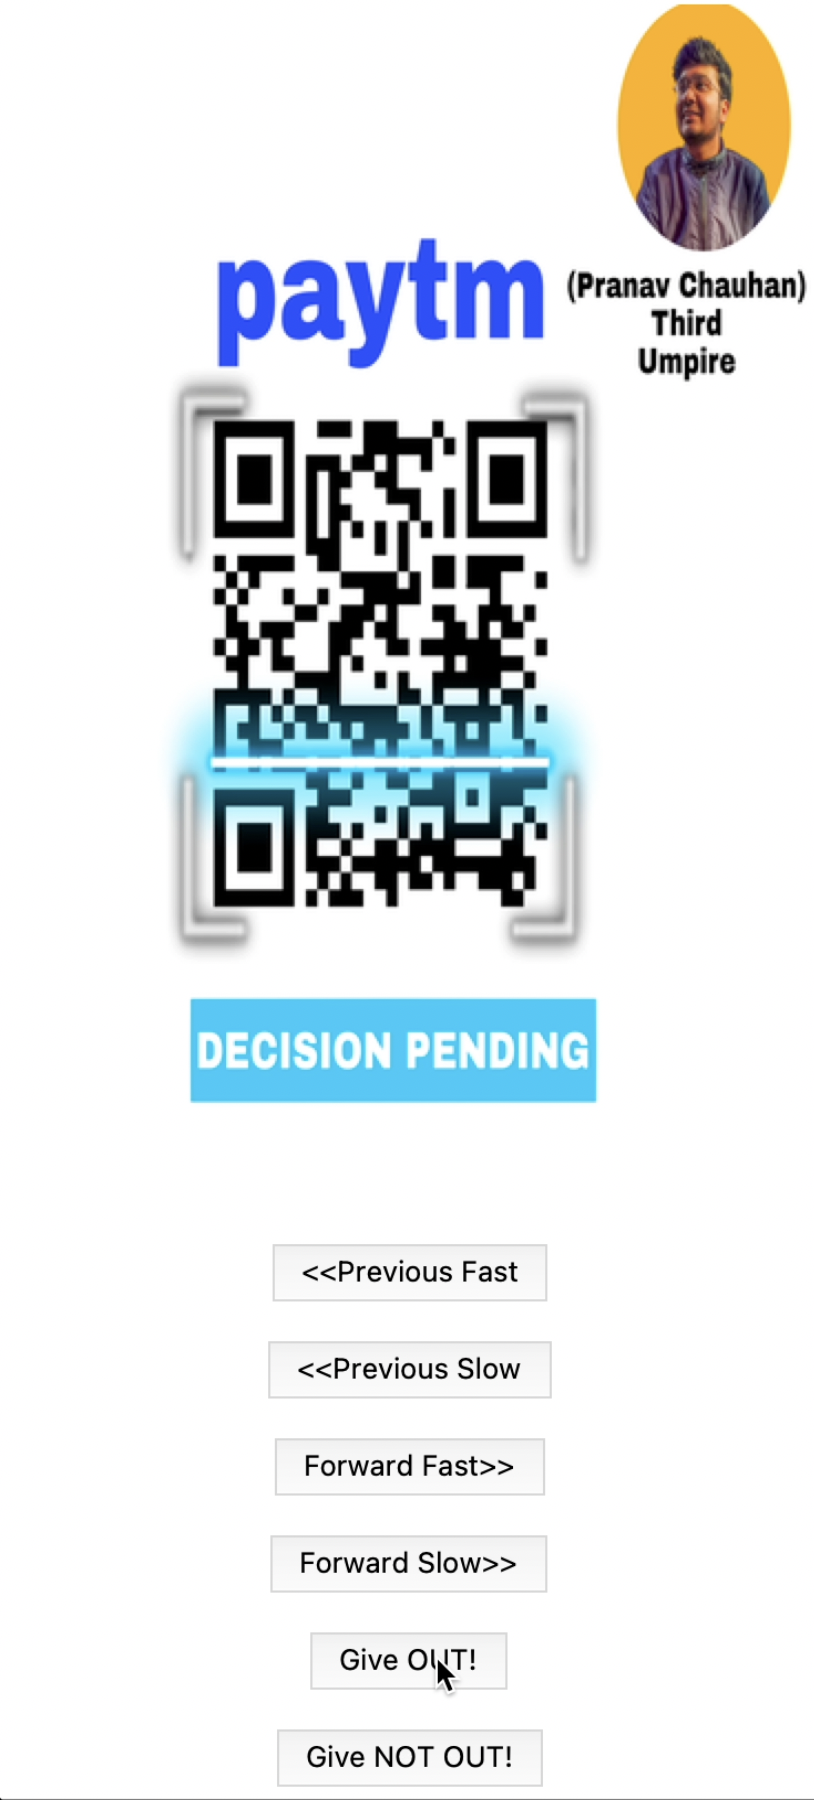 paytm
(Pranav Chauhan)
Third
Umpire
DECISION PENDING
<<Previous Fast
<<Previous Slow
Forward Fast>>
Forward Slow>>
Give OUT!
Give NOT OUT!